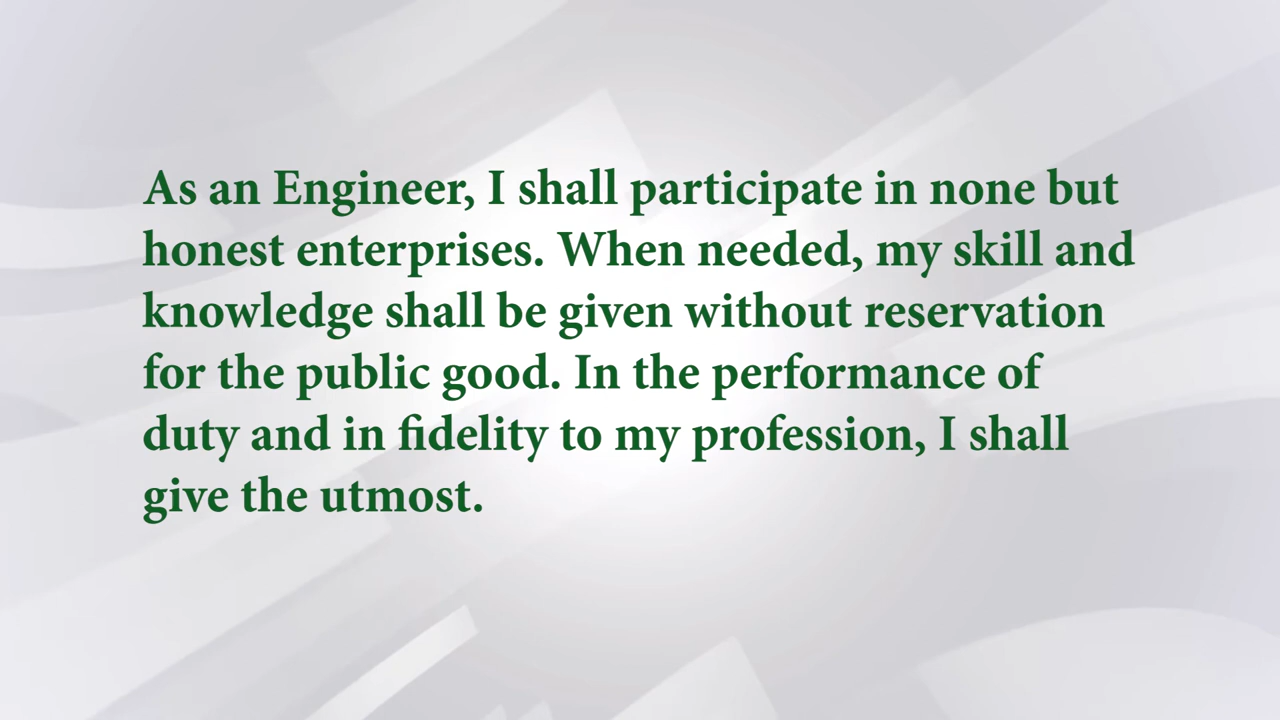 As an Engineer, I shall participate in none but
honest enterprises. When needed, my skill and
knowledge shall be given without reservation
for the public good. In the performance of
duty and in fidelity to my profession, I shall
give the utmost.